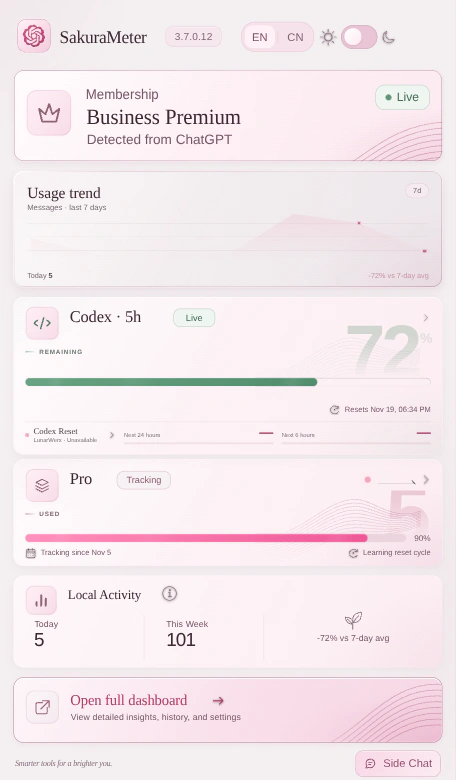 SakuraMeter
3.7.0.12
EN CN
Membership
Business Premium
Detected from ChatGPT
Live
Usage trend
7d
Messages · last 7 days
Today 5
-72% vs 7-day avg
Codex · 5h
Live
72%
REMAINING
Resets Nov 19, 06:34 PM
Codex Reset
LunarWerx · Unavailable
Next 24 hours
Next 6 hours
Pro
Tracking
5
USED
90%
Tracking since Nov 5
Learning reset cycle
Local Activity
Today
5
This Week
101
-72% vs 7-day avg
Open full dashboard
View detailed insights, history, and settings
Smarter tools for a brighter you.
Side Chat